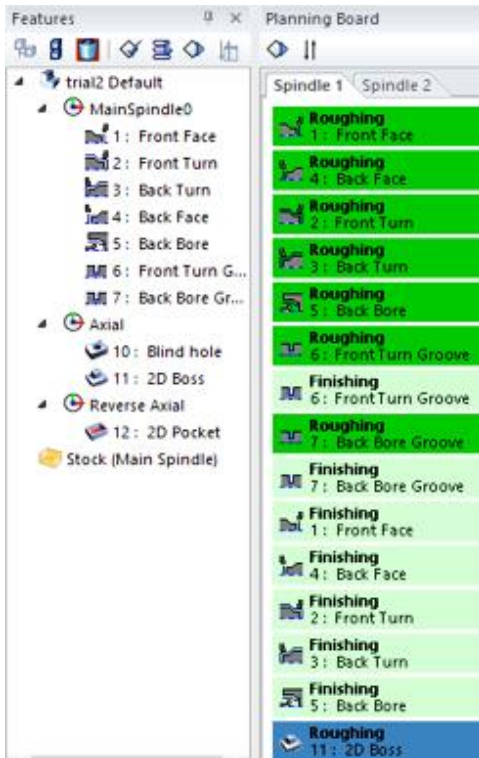 Features
trial2 Default
MainSpindle0
1 : Front Face
2 : Front Turn
3 : Back Turn
4 : Back Face
5 : Back Bore
6 : Front Turn G...
7 : Back Bore Gr...
Axial
10 : Blind hole
11 : 2D Boss
Reverse Axial
12 : 2D Pocket
Stock (Main Spindle)
Planning Board
Spindle 1 Spindle 2
Roughing
1 : Front Face
Roughing
4 : Back Face
Roughing
2 : Front Turn
Roughing
3 : Back Turn
Roughing
5 : Back Bore
Roughing
6 : Front Turn Groove
Finishing
6 : Front Turn Groove
Roughing
7 : Back Bore Groove
Finishing
7 : Back Bore Groove
Finishing
1 : Front Face
Finishing
4 : Back Face
Finishing
2 : Front Turn
Finishing
3 : Back Turn
Finishing
5 : Back Bore
Roughing
11 : 2D Boss